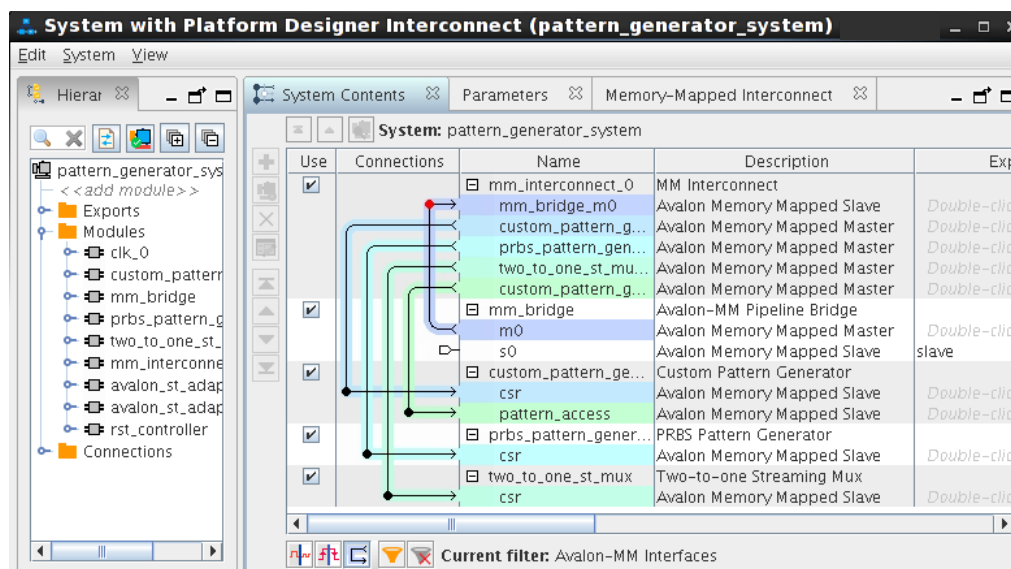 System with Platform Designer Interconnect (pattern_generator_system)
Edit System View
Hierar
System Contents Parameters Memory-Mapped Interconnect
System: pattern_generator_system
pattern_generator_sys
<<add module>>
Exports
Modules
clk_0
custom_pattern
mm_bridge
prbs_pattern_g
two_to_one_st_
mm_interconne
avalon_st_adap
avalon_st_adap
rst_controller
Connections
Use Connections Name Description Exp
mm_interconnect_0 MM Interconnect
mm_bridge_m0 Avalon Memory Mapped Slave Double-clic
custom_pattern_g... Avalon Memory Mapped Master Double-clic
prbs_pattern_gen... Avalon Memory Mapped Master Double-clic
two_to_one_st_mu... Avalon Memory Mapped Master Double-clic
custom_pattern_g... Avalon Memory Mapped Master Double-clic
mm_bridge Avalon-MM Pipeline Bridge
m0 Avalon Memory Mapped Master Double-clic
s0 Avalon Memory Mapped Slave slave
custom_pattern_ge... Custom Pattern Generator
csr Avalon Memory Mapped Slave Double-clic
pattern_access Avalon Memory Mapped Slave Double-clic
prbs_pattern_gener... PRBS Pattern Generator
csr Avalon Memory Mapped Slave Double-clic
two_to_one_st_mux Two-to-one Streaming Mux
csr Avalon Memory Mapped Slave Double-clic
Current filter: Avalon-MM Interfaces